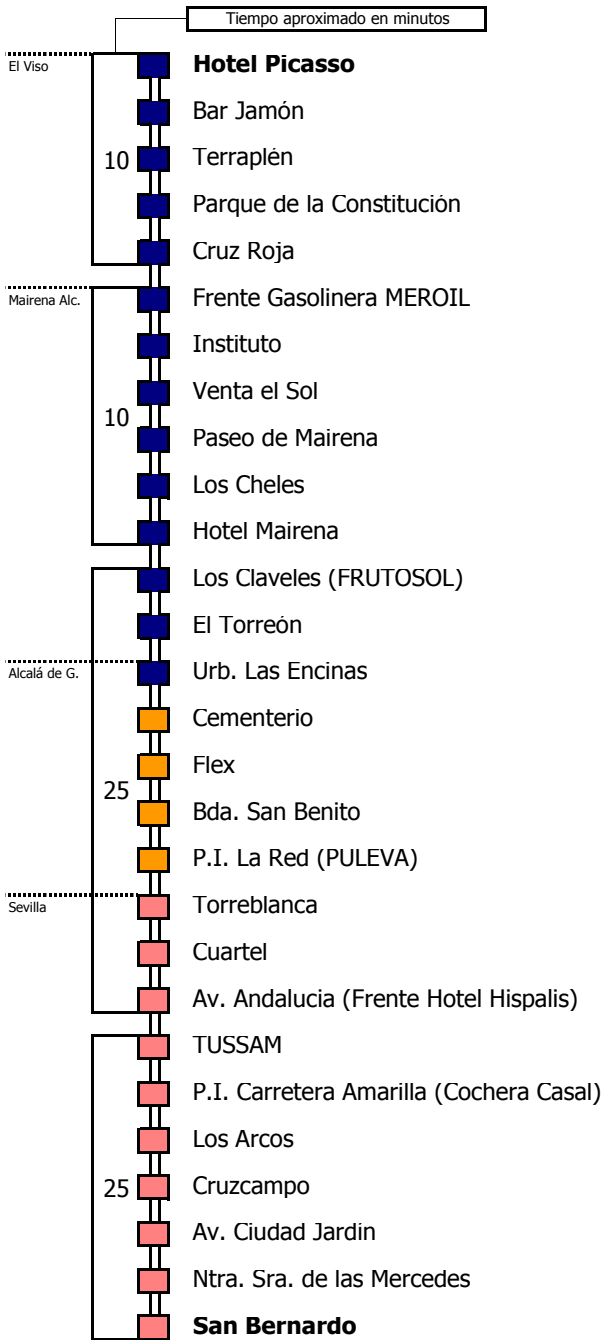 Tiempo aproximado en minutos
El Viso
Hotel Picasso
Bar Jamón
10
Terraplén
Parque de la Constitución
Cruz Roja
Mairena Alc.
Frente Gasolinera MEROIL
Instituto
Venta el Sol
10
Paseo de Mairena
Los Cheles
Hotel Mairena
Los Claveles (FRUTOSOL)
El Torreón
Alcalá de G.
Urb. Las Encinas
Cementerio
Flex
25
Bda. San Benito
P.I. La Red (PULEVA)
Sevilla
Torreblanca
Cuartel
Av. Andalucia (Frente Hotel Hispalis)
TUSSAM
P.I. Carretera Amarilla (Cochera Casal)
Los Arcos
25
Cruzcampo
Av. Ciudad Jardin
Ntra. Sra. de las Mercedes
San Bernardo